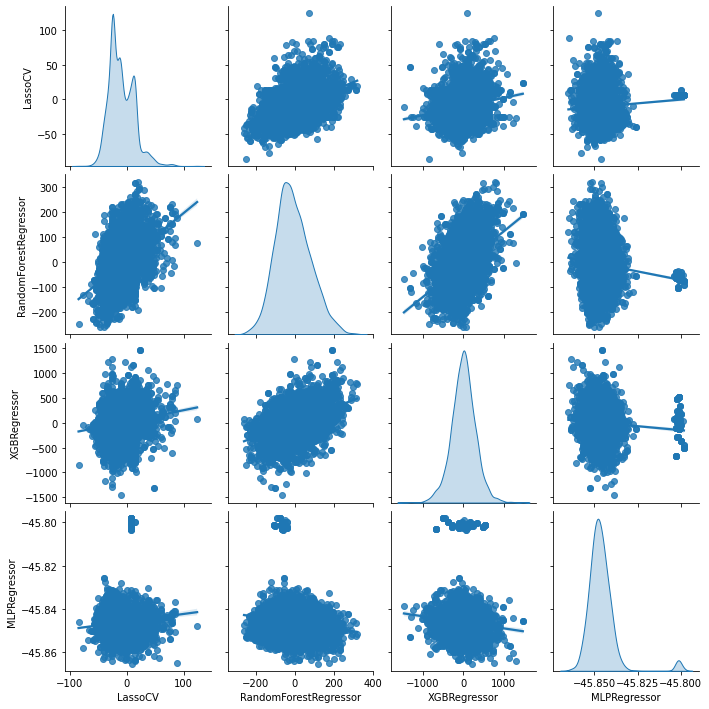 100
50
0
−50
LassoCV
300
200
100
0
−100
−200
RandomForestRegressor
1500
1000
500
0
−500
−1000
−1500
XGBRegressor
−45.80
−45.82
−45.84
−45.86
MLPRegressor
−100 0 100
−200 0 200 400
−1000 0 1000
−45.850 −45.825 −45.800
LassoCV RandomForestRegressor XGBRegressor MLPRegressor